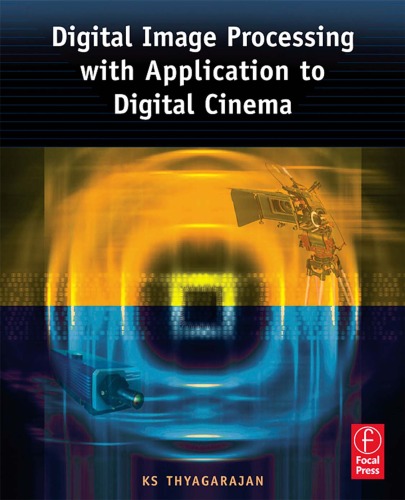 Digital Image Processing
with Application to
Digital Cinema
KS THYAGARAJAN
f
Focal
Press